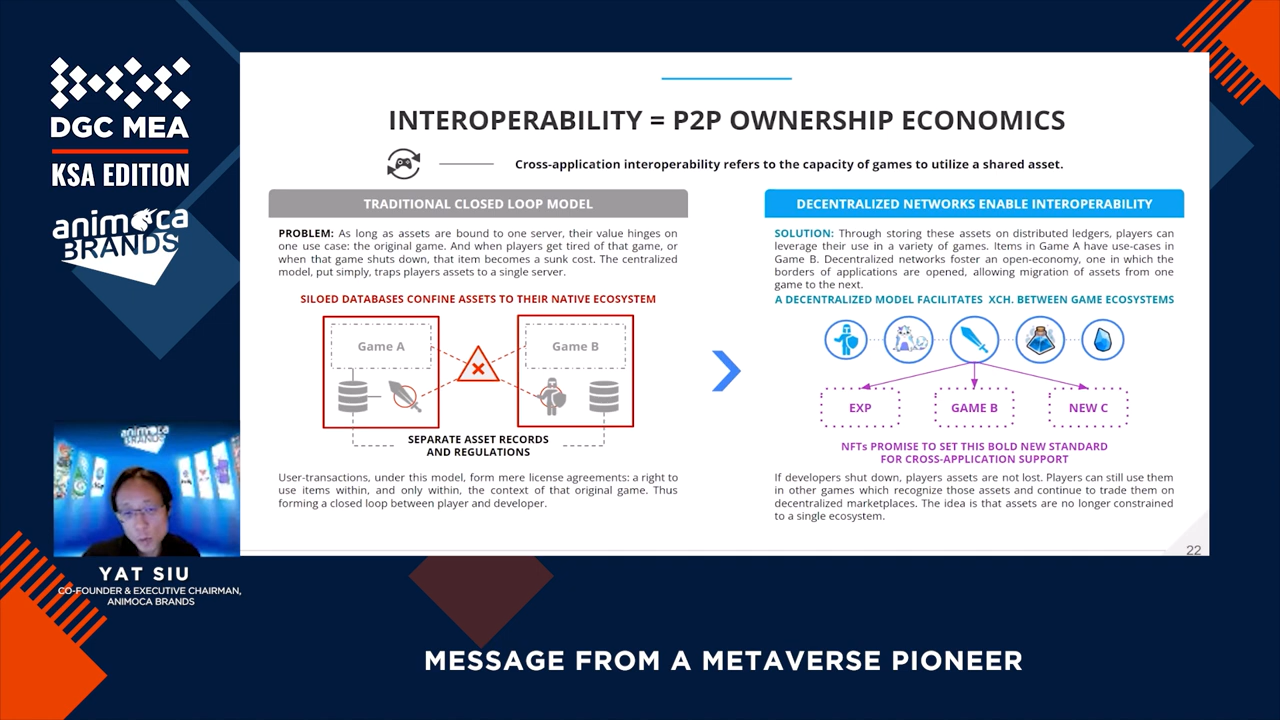 DGC MEA
KSA EDITION
animoca
BRANDS
INTEROPERABILITY = P2P OWNERSHIP ECONOMICS
Cross-application interoperability refers to the capacity of games to utilize a shared asset.
TRADITIONAL CLOSED LOOP MODEL
PROBLEM: As long as assets are bound to one server, their value hinges on
one use case: the original game. And when players get tired of that game, or
when that game shuts down, that item becomes a sunk cost. The centralized
model, put simply, traps players assets to a single server.
SILOED DATABASES CONFINE ASSETS TO THEIR NATIVE ECOSYSTEM
Game A
Game B
SEPARATE ASSET RECORDS
AND REGULATIONS
User-transactions, under this model, form mere license agreements: a right to
use items within, and only within, the context of that original game. Thus
forming a closed loop between player and developer.
DECENTRALIZED NETWORKS ENABLE INTEROPERABILITY
SOLUTION: Through storing these assets on distributed ledgers, players can
leverage their use in a variety of games. Items in Game A have use-cases in
Game B. Decentralized networks foster an open-economy, one in which the
borders of applications are opened, allowing migration of assets from one
game to the next.
A DECENTRALIZED MODEL FACILITATES XCH. BETWEEN GAME ECOSYSTEMS
EXP
GAME B
NEW C
NFTs PROMISE TO SET THIS BOLD NEW STANDARD
FOR CROSS-APPLICATION SUPPORT
If developers shut down, players assets are not lost. Players can still use them
in other games which recognize those assets and continue to trade them on
decentralized marketplaces. The idea is that assets are no longer constrained
to a single ecosystem.
22
animoca
BRANDS
YAT SIU
CO-FOUNDER & EXECUTIVE CHAIRMAN,
ANIMOCA BRANDS
MESSAGE FROM A METAVERSE PIONEER